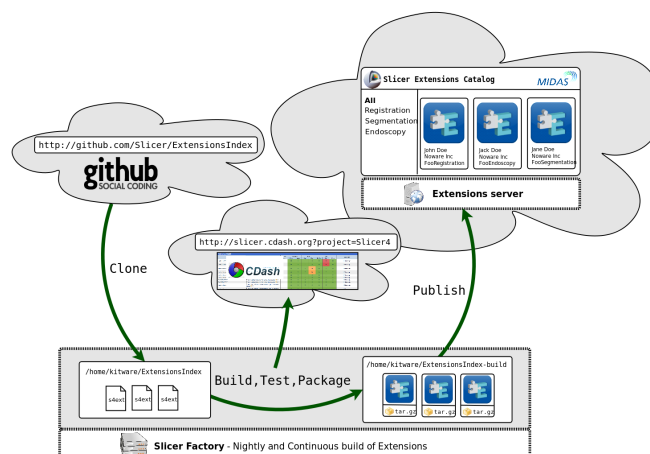 Slicer Extensions Catalog
MIDAS
All
Registration
Segmentation
Endoscopy
John Doe
Noware Inc
FooRegistration
Jack Doe
Noware Inc
FooEndoscopy
Jane Doe
Noware Inc
FooSegmentation
Extensions server
http://github.com/Slicer/ExtensionsIndex
github
SOCIAL CODING
http://slicer.cdash.org?project=Slicer4
CDash
Clone
Publish
/home/kitware/ExtensionsIndex
s4ext
s4ext
s4ext
Build,Test,Package
/home/kitware/ExtensionsIndex-build
tar.gz
tar.gz
tar.gz
Slicer Factory - Nightly and Continuous build of Extensions